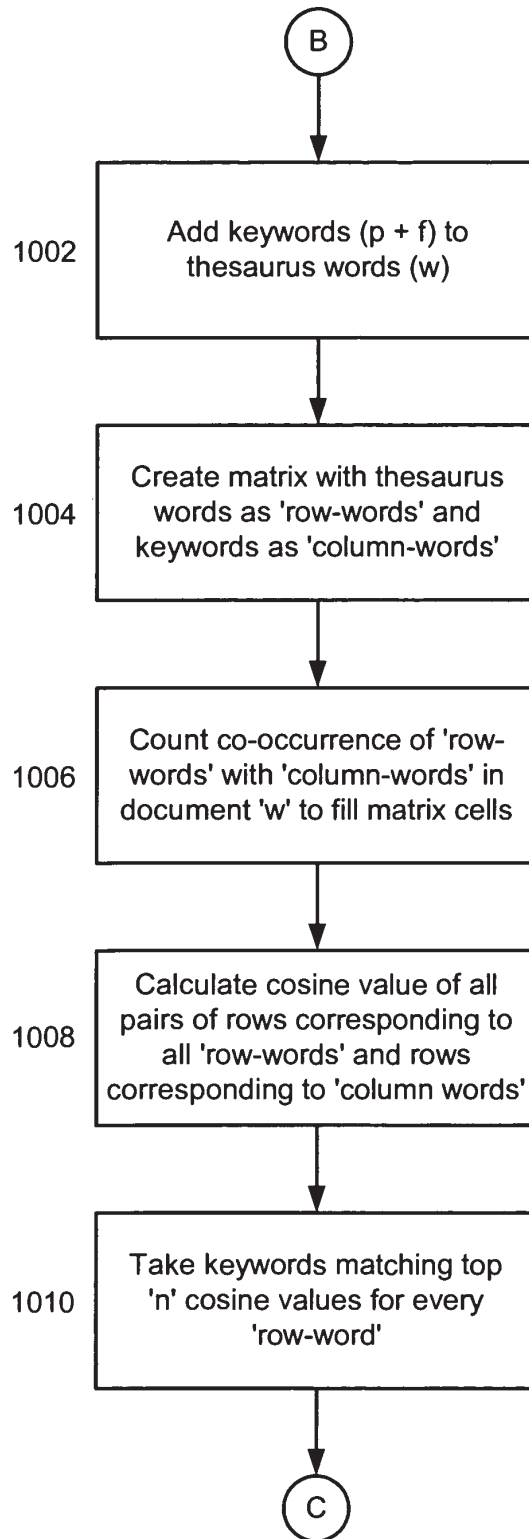 B
1002
Add keywords (p + f) to
thesaurus words (w)
1004
Create matrix with thesaurus
words as 'row-words' and
keywords as 'column-words'
1006
Count co-occurrence of 'row-
words' with 'column-words' in
document 'w' to fill matrix cells
1008
Calculate cosine value of all
pairs of rows corresponding to
all 'row-words' and rows
corresponding to 'column words'
1010
Take keywords matching top
'n' cosine values for every
'row-word'
C